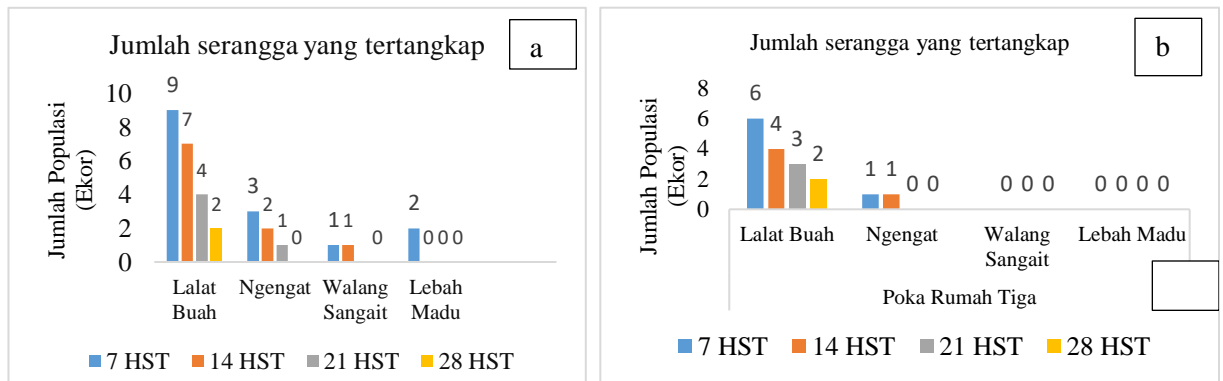 Jumlah serangga yang tertangkap
a
Jumlah Populasi
(Ekor)
10
8
6
4
2
0
9
7
4
2
3
2
1
0
1
1
0
2
0
0
0
Lalat
Buah
Ngengat
Walang
Sangait
Lebah
Madu
7 HST
14 HST
21 HST
28 HST
Jumlah serangga yang tertangkap
b
Jumlah Populasi
(Ekor)
8
6
4
2
0
6
4
3
2
1
1
0
0
0
0
0
0
0
0
0
Lalat Buah
Ngengat
Walang
Sangait
Lebah Madu
Poka Rumah Tiga
7 HST
14 HST
21 HST
28 HST